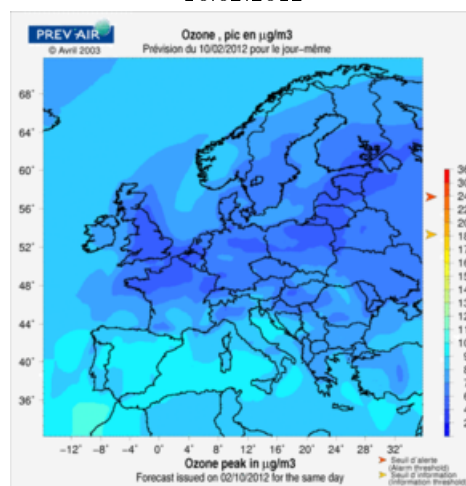 PREV'AIR
© Avril 2003
Ozone , pic en µg/m3
Prévision du 10/02/2012 pour le jour−même
68°
64°
60°
56°
52°
48°
44°
40°
36°
−12° −8° −4° 0° 4° 8° 12° 16° 20° 24° 28° 32°
Ozone peak in µg/m3
Forecast issued on 02/10/2012 for the same day
Seuil d'alerte
(Alarm threshold)
Seuil d'information
(Information threshold)